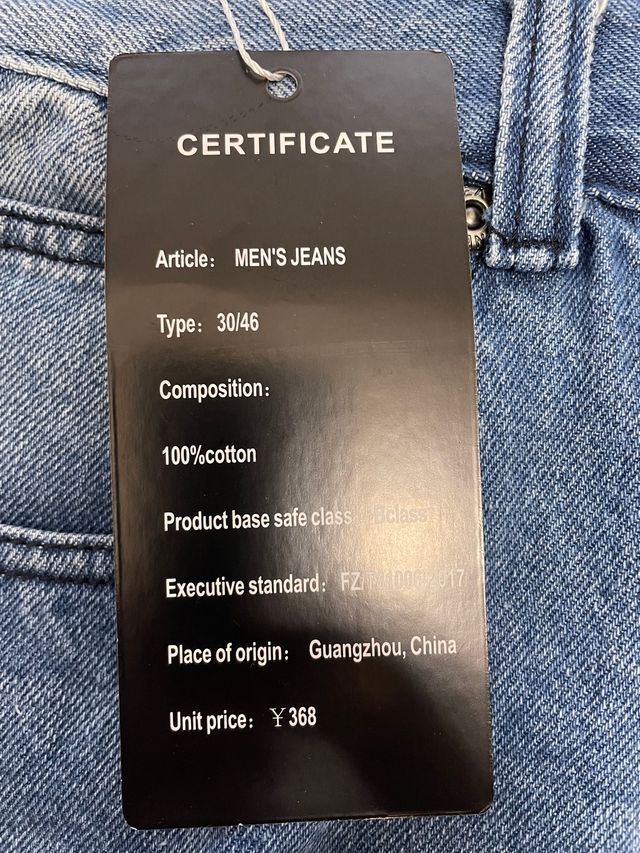 CERTIFICATE
Article： MEN'S JEANS
Type：30/46
Composition：
100%cotton
Product base safe class Bclass
Executive standard：
Place of origin： Guangzhou, China
Unit price：￥368